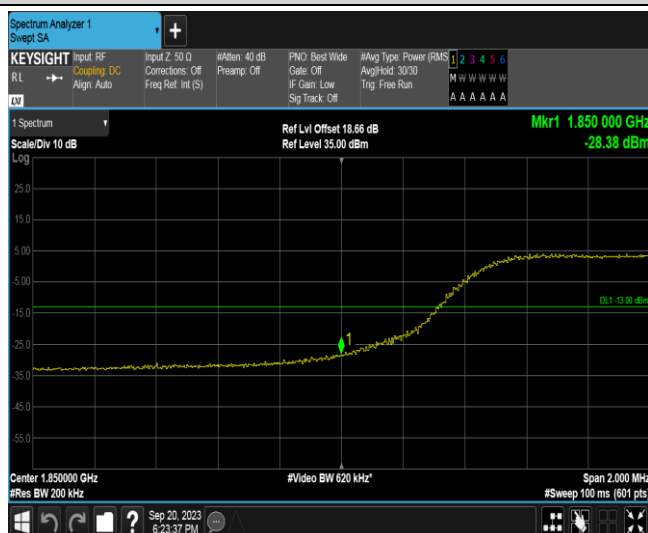 Spectrum Analyzer 1
Swept SA
+
KEYSIGHT
RL
Input: RF
Coupling: DC
Align: Auto
Input Z: 50 Ω
Corrections: Off
Freq Ref: Int (S)
#Atten: 40 dB
Preamp: Off
PNO: Best Wide
Gate: Off
IF Gain: Low
Sig Track: Off
#Avg Type: Power (RMS
Avg|Hold: 30/30
Trig: Free Run
1 2 3 4 5 6
M W W W W W
A A A A A A
LXI
1 Spectrum
Scale/Div 10 dB
Log
Ref Lvl Offset 18.66 dB
Ref Level 35.00 dBm
Mkr1 1.850 000 GHz
-28.38 dBm
25.0
15.0
5.00
-5.00
DL1 -13.00 dBm
-15.0
1
-25.0
-35.0
-45.0
-55.0
Center 1.850000 GHz
#Res BW 200 kHz
#Video BW 620 kHz*
Span 2.000 MHz
#Sweep 100 ms (601 pts)
?
Sep 20, 2023
6:23:37 PM